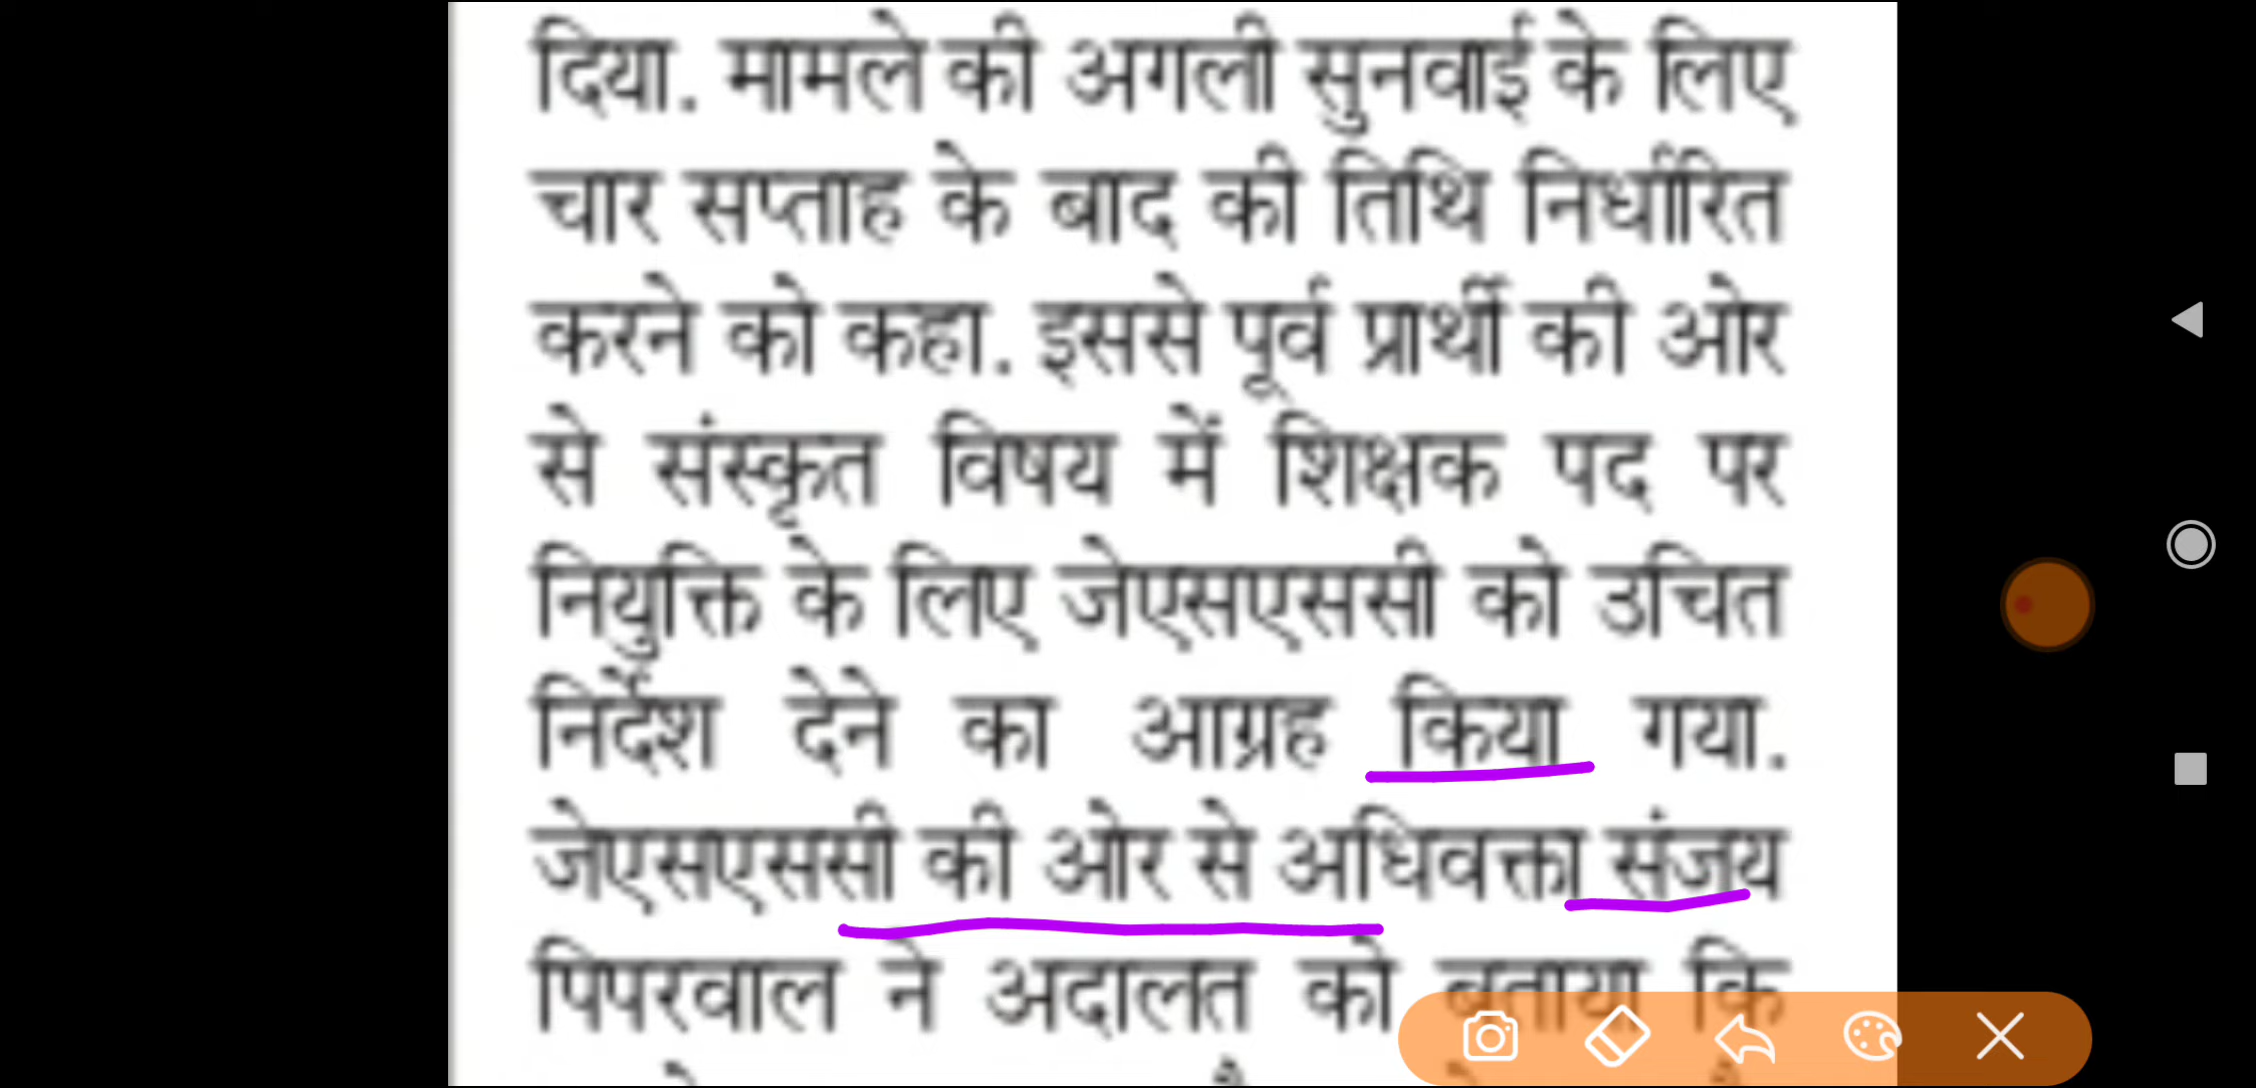 दिया. मामले की अगली सुनवाई के लिए
चार सप्ताह के बाद की तिथि निर्धारित
करने को कहा. इससे पूर्व प्रार्थी की ओर
से संस्कृत विषय में शिक्षक पद पर
नियुक्ति के लिए जेएसएससी को उचित
निर्देश देने का आग्रह किया गया.
जेएसएससी की ओर से अधिवक्ता संजय
पिपरवाल ने अदालत को बताया कि